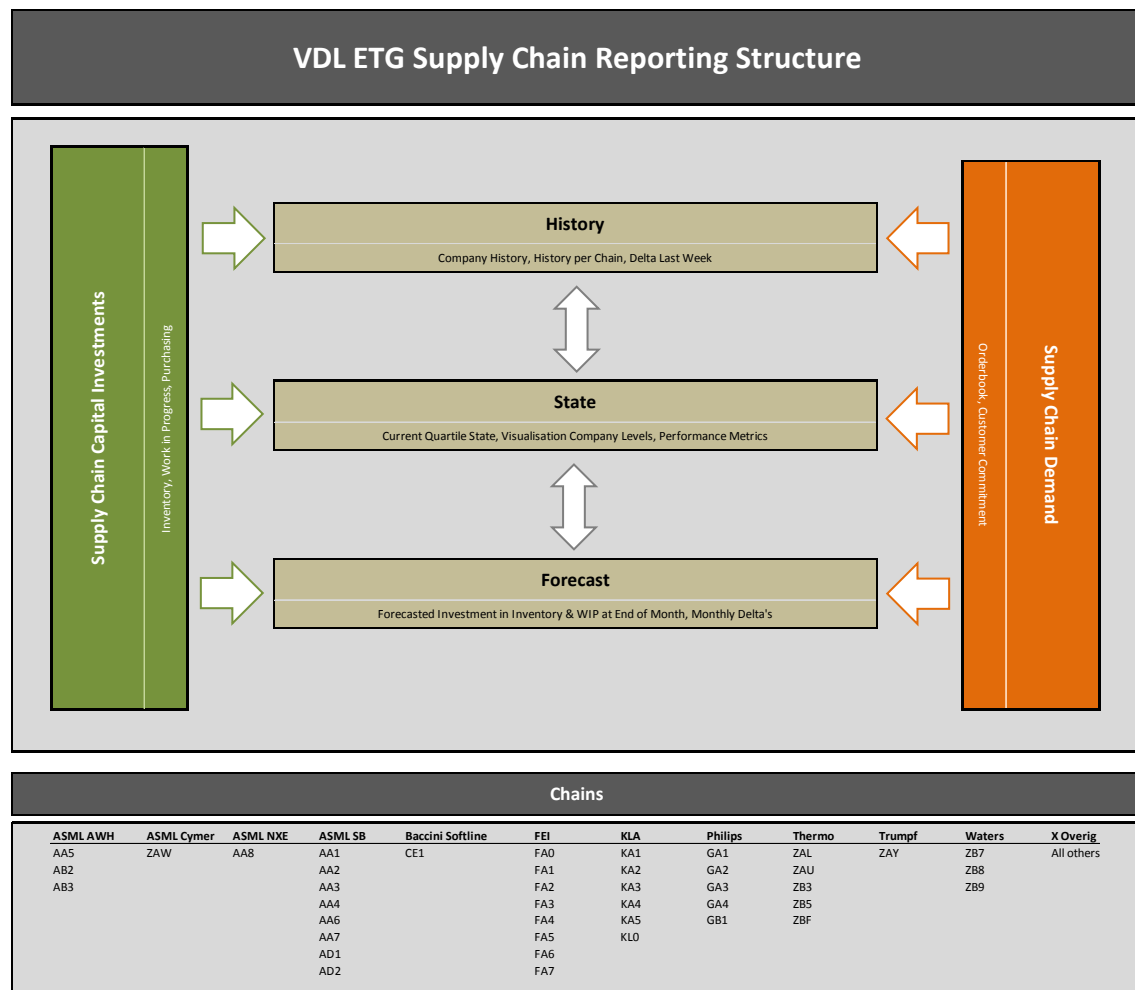 VDL ETG Supply Chain Reporting Structure
Supply Chain Capital Investments
Inventory, Work in Progress, Purchasing
History
Company History, History per Chain, Delta Last Week
State
Current Quartile State, Visualisation Company Levels, Performance Metrics
Forecast
Forecasted Investment in Inventory & WIP at End of Month, Monthly Delta's
Orderbook, Customer Commitment
Supply Chain Demand
Chains
ASML AWH ASML Cymer ASML NXE ASML SB Baccini Softline FEI KLA Philips Thermo Trumpf Waters X Overig
AA5 ZAW AA8 AA1 CE1 FA0 KA1 GA1 ZAL ZAY ZB7 All others
AB2 AA2 FA1 KA2 GA2 ZAU ZB8
AB3 AA3 FA2 KA3 GA3 ZB3 ZB9
AA4 FA3 KA4 GA4 ZB5
AA6 FA4 KA5 GB1 ZBF
AA7 FA5 KL0
AD1 FA6
AD2 FA7